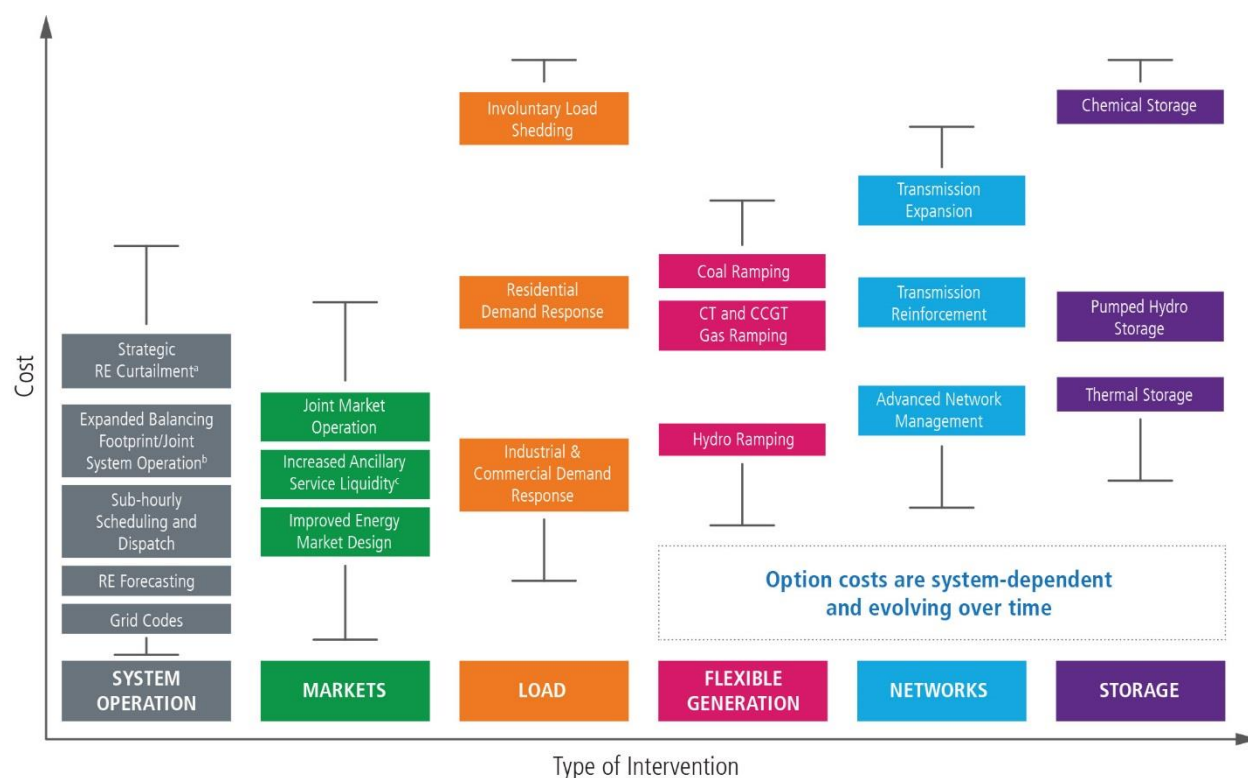 Cost
Involuntary Load
Shedding
Chemical Storage
Transmission
Expansion
Coal Ramping
Residential
Demand Response
Transmission
Reinforcement
CT and CCGT
Gas Ramping
Pumped Hydro
Storage
Strategic
RE Curtailmentᵃ
Joint Market
Operation
Advanced Network
Management
Thermal Storage
Expanded Balancing
Footprint/Joint
System Operationᵇ
Hydro Ramping
Increased Ancillary
Service Liquidityᶜ
Industrial &
Commercial Demand
Response
Sub-hourly
Scheduling and
Dispatch
Improved Energy
Market Design
RE Forecasting
Grid Codes
Option costs are system-dependent
and evolving over time
SYSTEM
OPERATION
MARKETS
LOAD
FLEXIBLE
GENERATION
NETWORKS
STORAGE
Type of Intervention